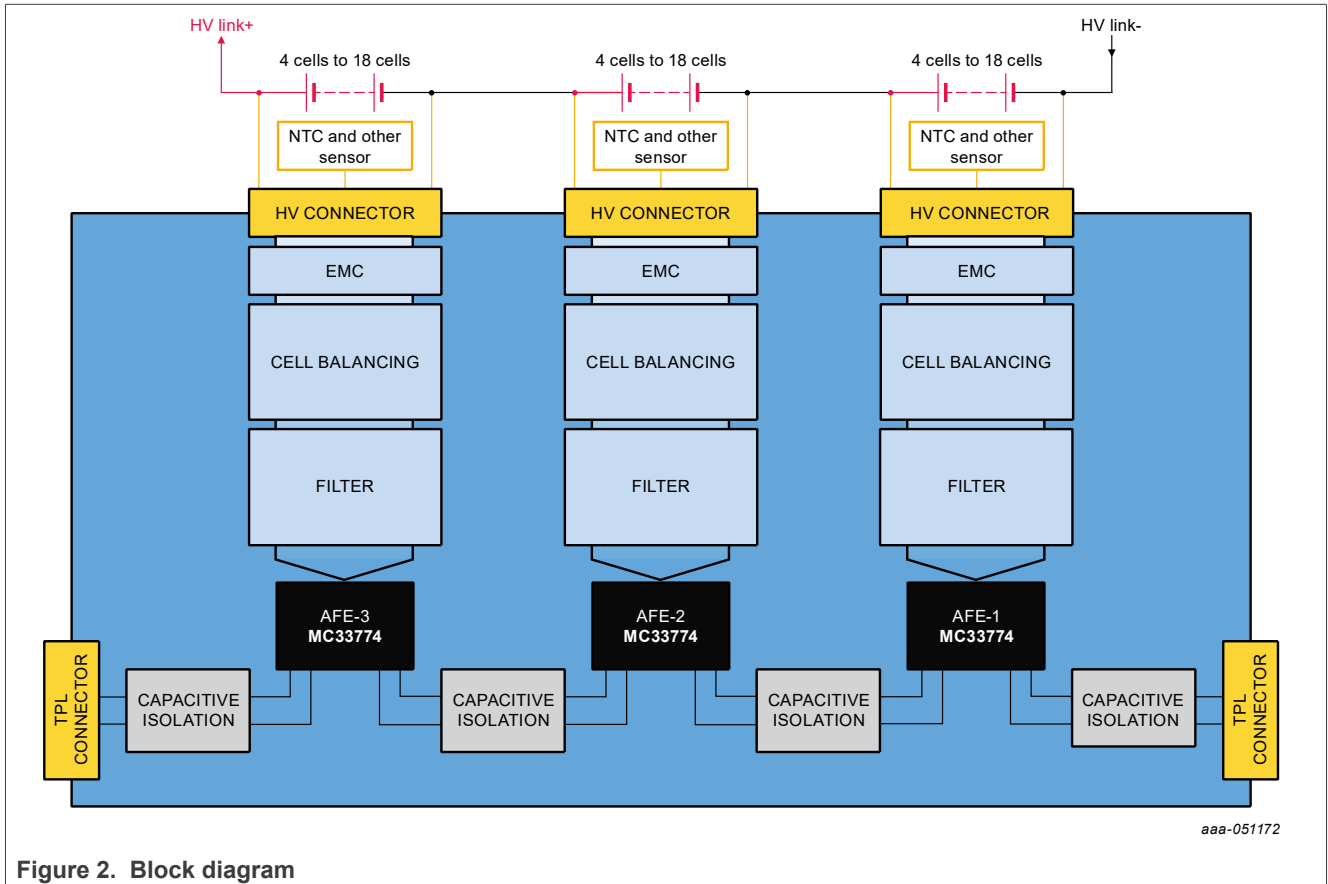 HV link+
HV link-
4 cells to 18 cells
4 cells to 18 cells
4 cells to 18 cells
NTC and other
sensor
NTC and other
sensor
NTC and other
sensor
HV CONNECTOR
HV CONNECTOR
HV CONNECTOR
EMC
EMC
EMC
CELL BALANCING
CELL BALANCING
CELL BALANCING
FILTER
FILTER
FILTER
AFE-3
MC33774
AFE-2
MC33774
AFE-1
MC33774
TPL
CONNECTOR
CAPACITIVE
ISOLATION
CAPACITIVE
ISOLATION
CAPACITIVE
ISOLATION
CAPACITIVE
ISOLATION
TPL
CONNECTOR
aaa-051172
Figure 2. Block diagram